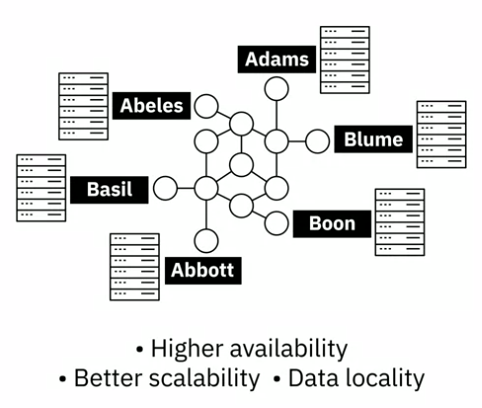 Adams
Abeles
Blume
Basil
Boon
Abbott
• Higher availability
• Better scalability • Data locality